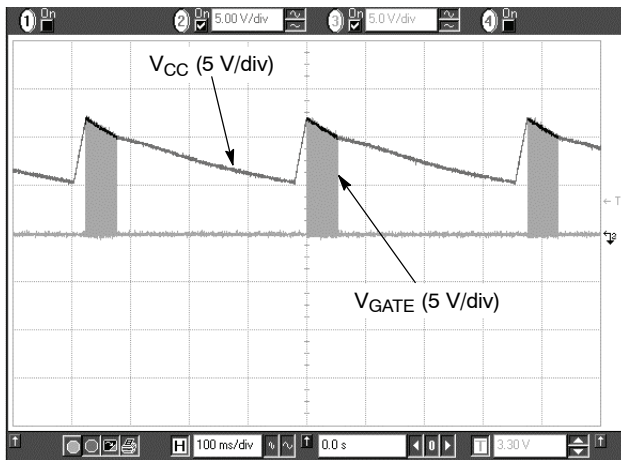 1 On 2 On 5.00 V/div 3 On 5.0 V/div 4 On
VCC (5 V/div)
T
2
VGATE (5 V/div)
H 100 ms/div 0.0 s 0 T 3.30 V